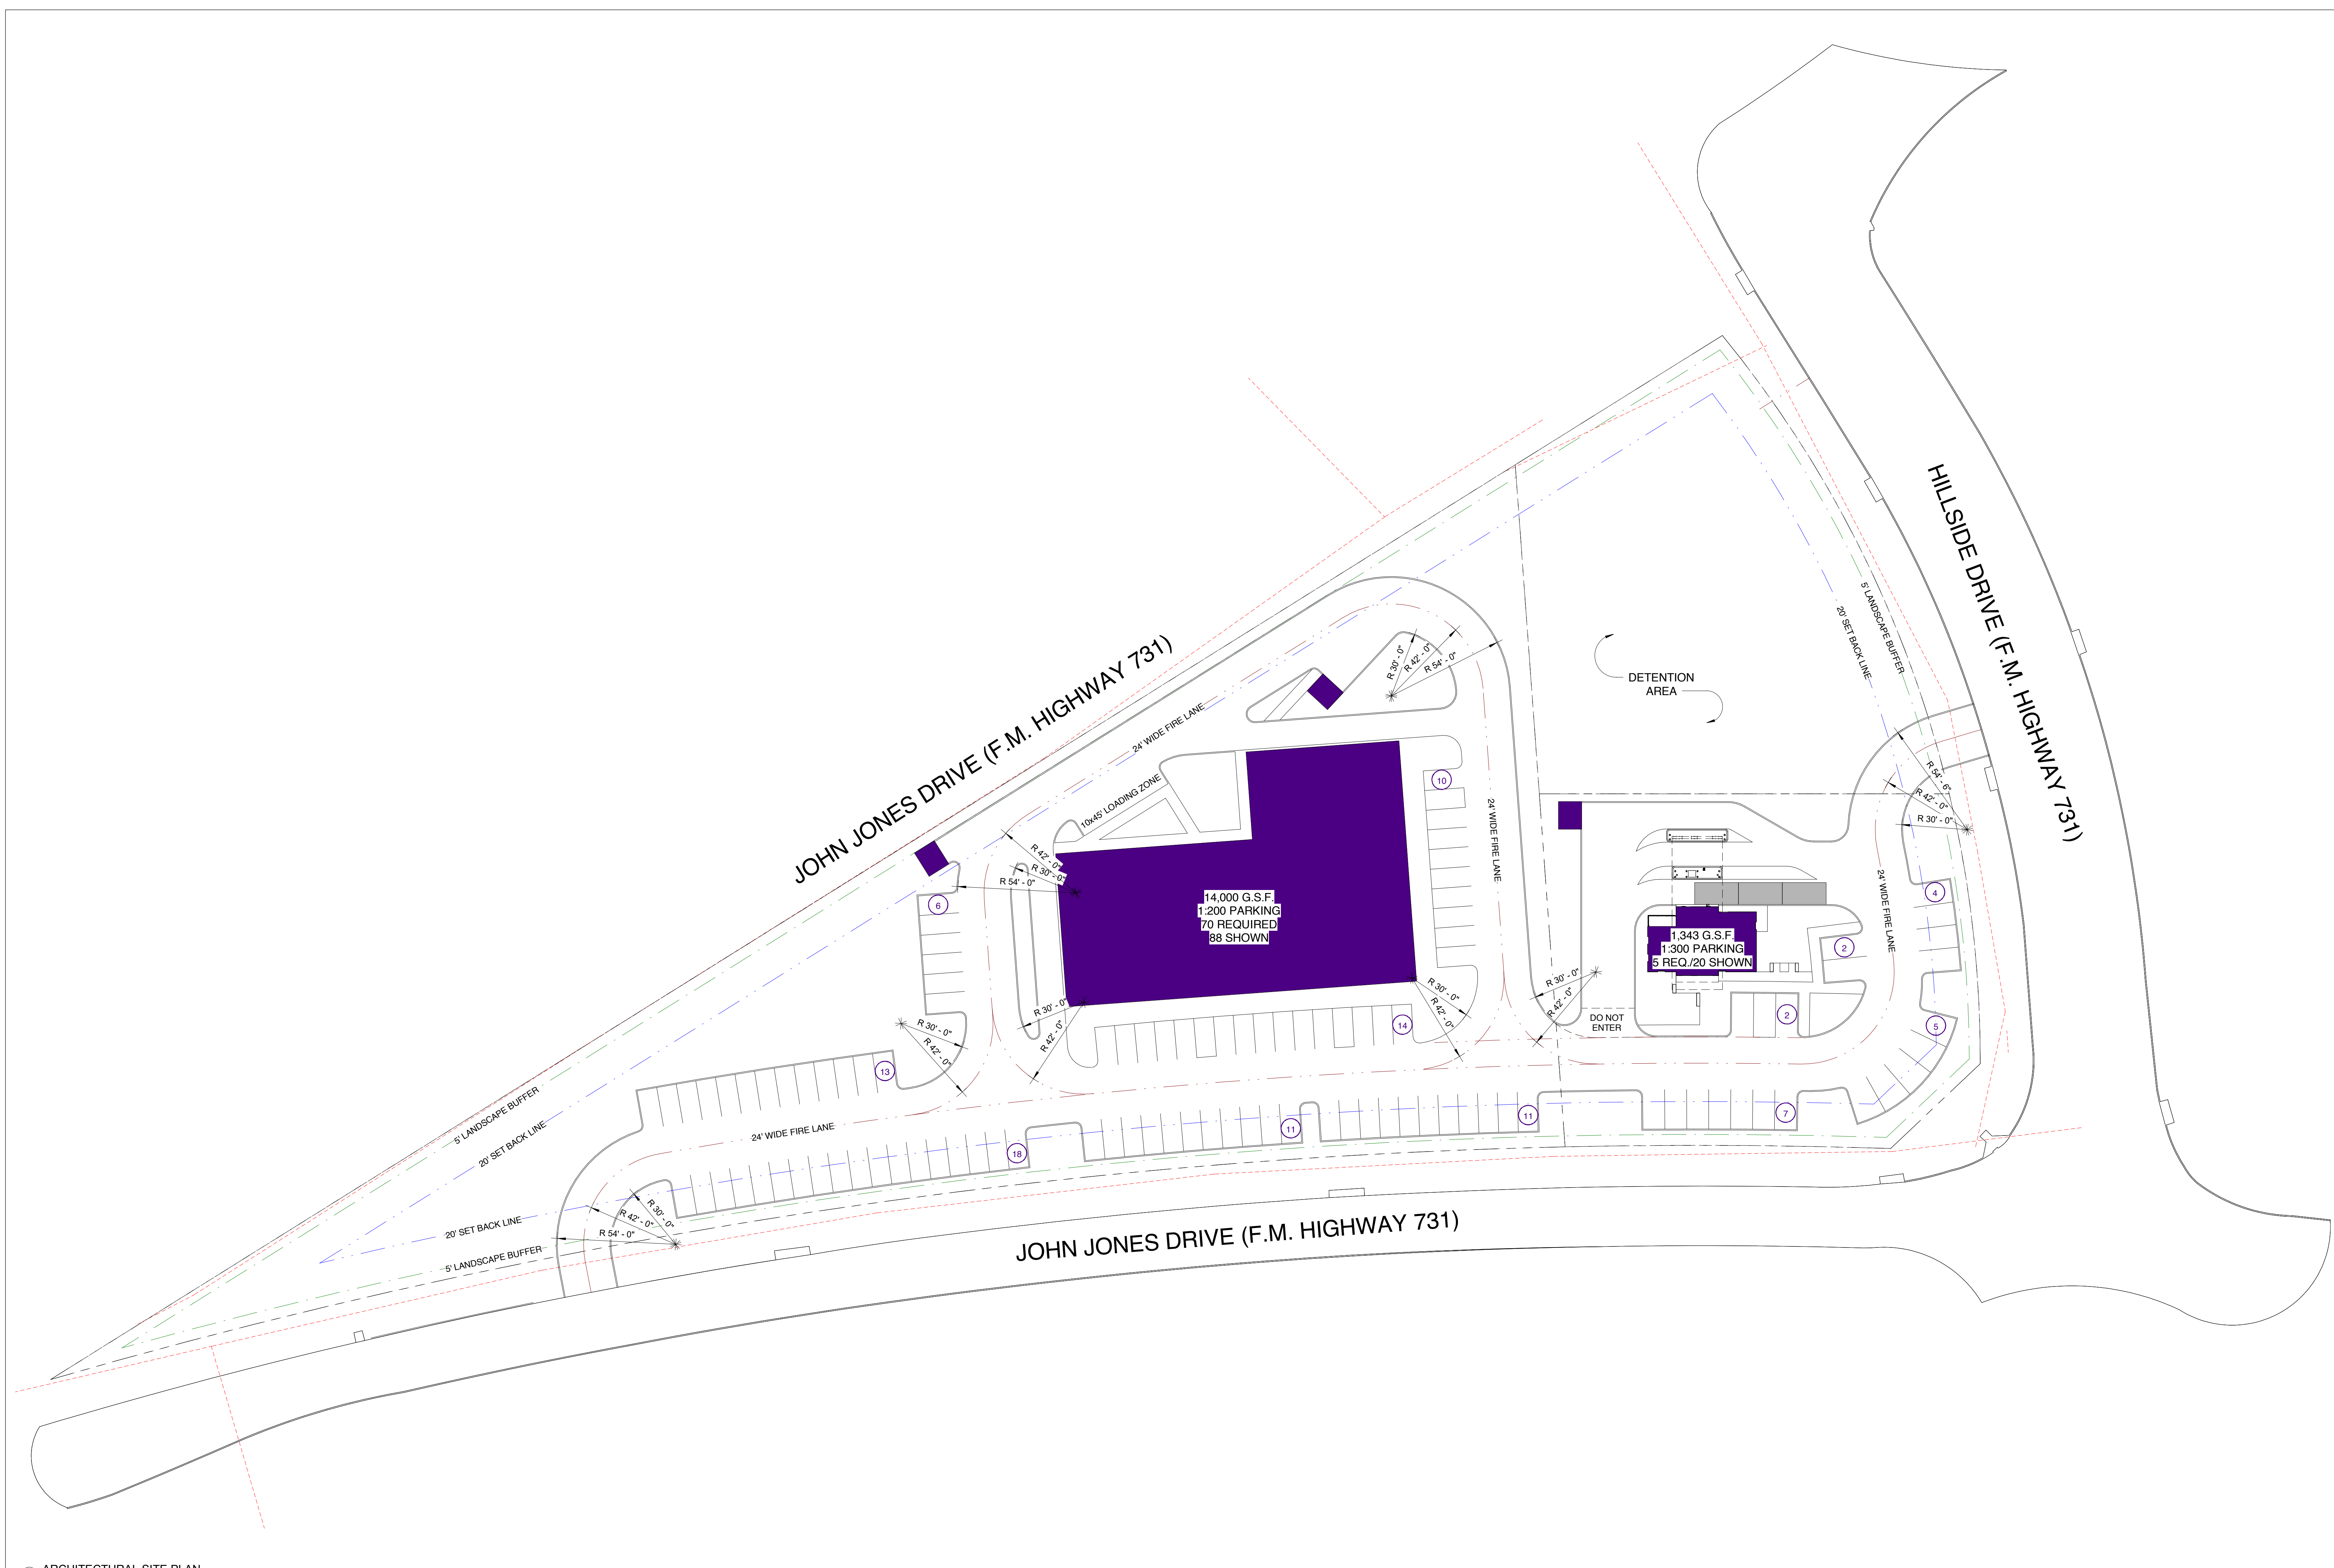 HILLSIDE DRIVE (F.M. HIGHWAY 731)
5' LANDSCAPE BUFFER
20' SET BACK LINE
JOHN JONES DRIVE (F.M. HIGHWAY 731)
R 30' - 0"
R 42' - 0"
R 54' - 0"
DETENTION
AREA
24' WIDE FIRE LANE
10x45' LOADING ZONE
10
24' WIDE FIRE LANE
R 54' - 6"
R 42' - 0"
R 30' - 0"
R 42' - 0"
R 30' - 0"
R 54' - 0"
6
14,000 G.S.F.
1:200 PARKING
70 REQUIRED
88 SHOWN
4
24' WIDE FIRE LANE
1,343 G.S.F.
1:300 PARKING
5 REQ./20 SHOWN
2
R 30' - 0"
R 42' - 0"
R 30' - 0"
R 42' - 0"
R 30' - 0"
R 42' - 0"
R 30' - 0"
R 42' - 0"
14
DO NOT
ENTER
2
5
13
5' LANDSCAPE BUFFER
20' SET BACK LINE
24' WIDE FIRE LANE
18
11
11
7
R 30' - 0"
R 42' - 0"
R 54' - 0"
20' SET BACK LINE
5' LANDSCAPE BUFFER
JOHN JONES DRIVE (F.M. HIGHWAY 731)
ARCHITECTURAL SITE PLAN